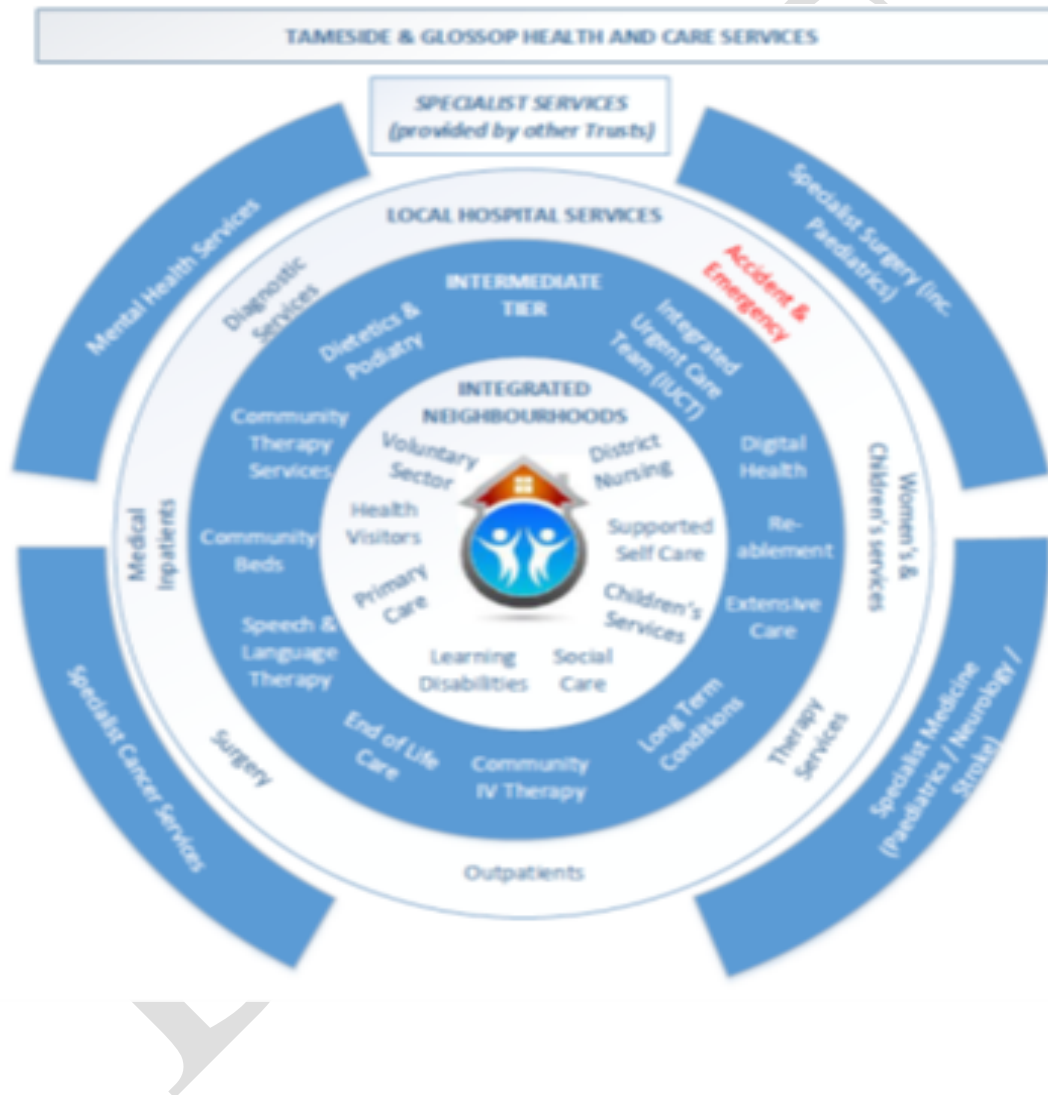 TAMESIDE & GLOSSOP HEALTH AND CARE SERVICES
SPECIALIST SERVICES
(provided by other Trusts)
Mental Health Services
Specialist Surgery (inc.
Paediatrics)
Specialist Cancer Services
Specialist Medicine
(Paediatrics / Neurology /
Stroke)
LOCAL HOSPITAL SERVICES
Diagnostic
Services
Accident &
Emergency
Women's &
Children's services
Therapy
Services
Outpatients
Surgery
Medical
Inpatients
INTERMEDIATE
TIER
Dietetics &
Podiatry
Integrated
Urgent Care
Team (IUCT)
Digital
Health
Re-
ablement
Extensive
Care
Long Term
Conditions
Community
IV Therapy
End of Life
Care
Speech &
Language
Therapy
Community
Beds
Community
Therapy
Services
INTEGRATED
NEIGHBOURHOODS
Voluntary
Sector
District
Nursing
Health
Visitors
Supported
Self Care
Primary
Care
Children's
Services
Learning
Disabilities
Social
Care